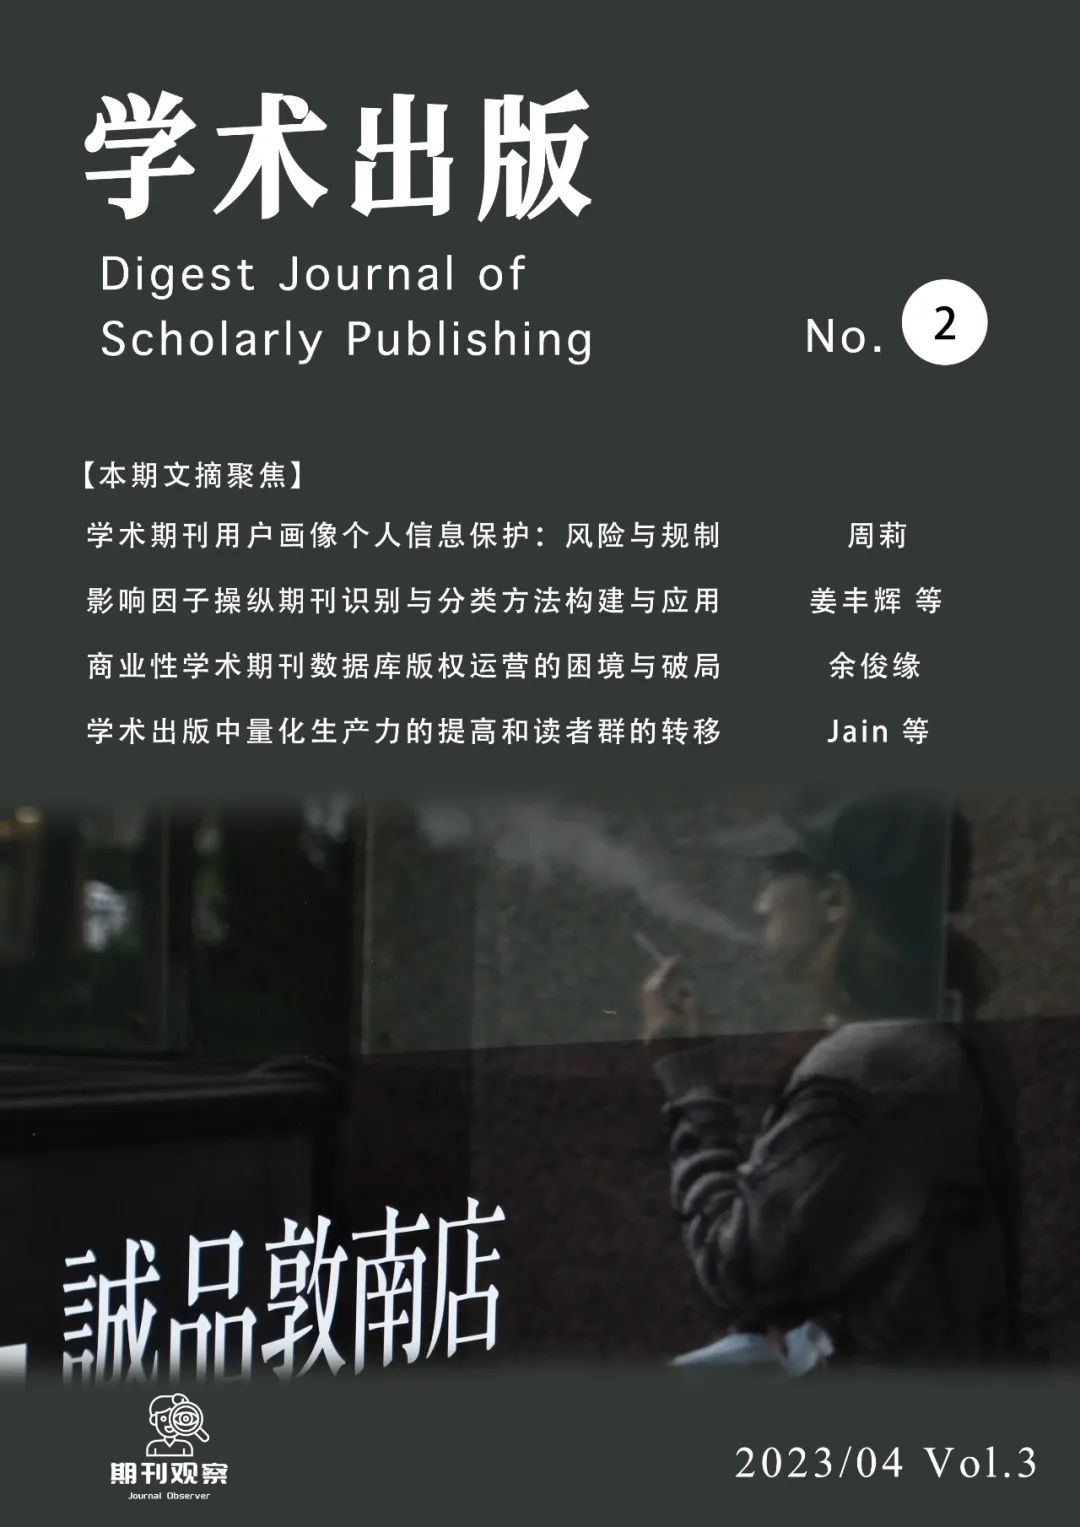 学术出版
Digest Journal of
Scholarly Publishing
No. 2
【本期文摘聚焦】
学术期刊用户画像个人信息保护：风险与规制 周莉
影响因子操纵期刊识别与分类方法构建与应用 姜丰辉 等
商业性学术期刊数据库版权运营的困境与破局 余俊缘
学术出版中量化生产力的提高和读者群的转移 Jain 等
誠品敦南店
期刊观察
Journal Observer
2023/04 Vol.3